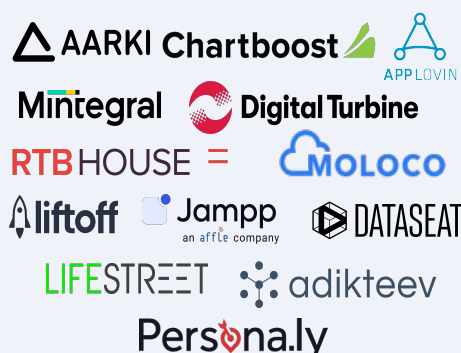 AARKI
Chartboost
APPLOVIN
Mintegral
Digital Turbine
RTB HOUSE
MOLOCO
liftoff
Jampp
an affle company
DATASEAT
LIFESTREET
adikteev
Persona.ly